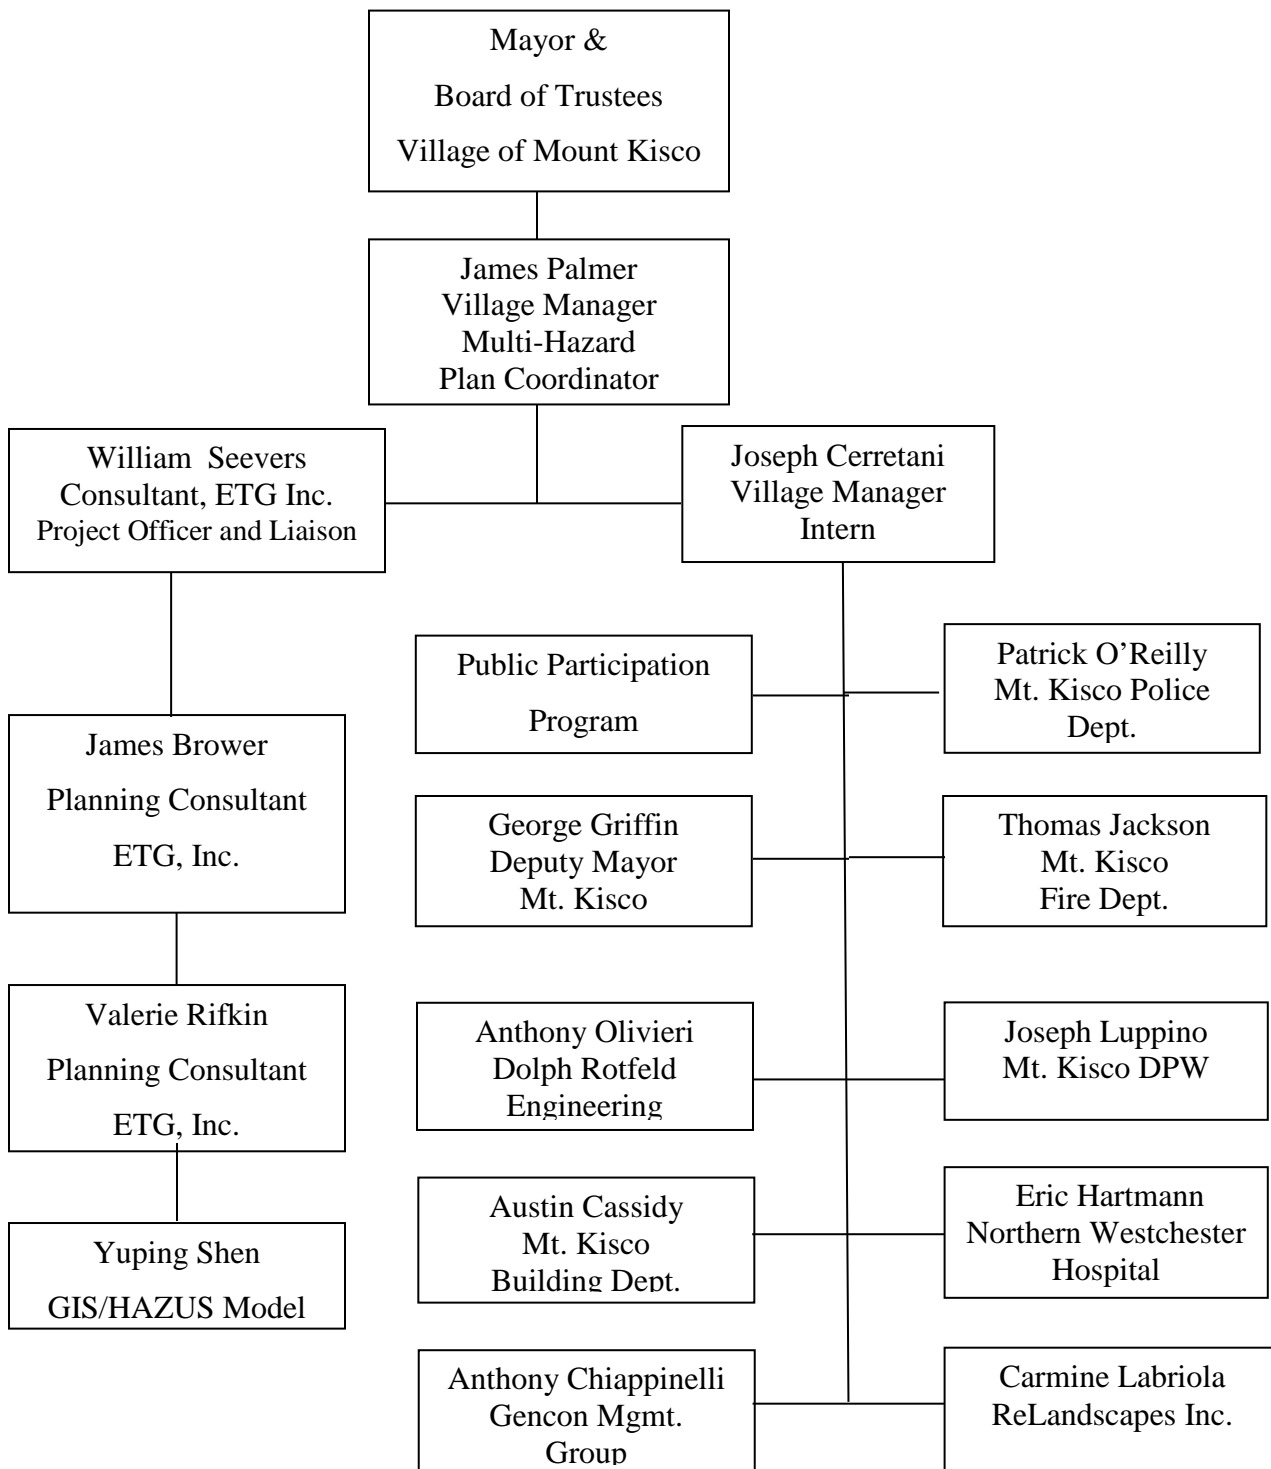 Mayor &
Board of Trustees
Village of Mount Kisco
James Palmer
Village Manager
Multi-Hazard
Plan Coordinator
William Seevers
Consultant, ETG Inc.
Project Officer and Liaison
Joseph Cerretani
Village Manager
Intern
James Brower
Planning Consultant
ETG, Inc.
Valerie Rifkin
Planning Consultant
ETG, Inc.
Yuping Shen
GIS/HAZUS Model
Public Participation
Program
Patrick O’Reilly
Mt. Kisco Police
Dept.
George Griffin
Deputy Mayor
Mt. Kisco
Thomas Jackson
Mt. Kisco
Fire Dept.
Anthony Olivieri
Dolph Rotfeld
Engineering
Joseph Luppino
Mt. Kisco DPW
Austin Cassidy
Mt. Kisco
Building Dept.
Eric Hartmann
Northern Westchester
Hospital
Anthony Chiappinelli
Gencon Mgmt.
Group
Carmine Labriola
ReLandscapes Inc.